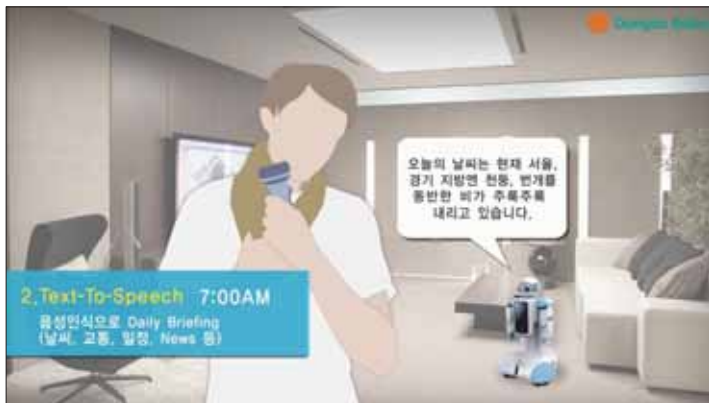 오늘의 날씨는 현재 서울,
경기 지방엔 천둥, 번개를
동반한 비가 주룩주룩
내리고 있습니다.
2.Text-To-Speech 7:00AM
음성인식으로 Daily Briefing
(날씨, 교통, 일정, News 등)